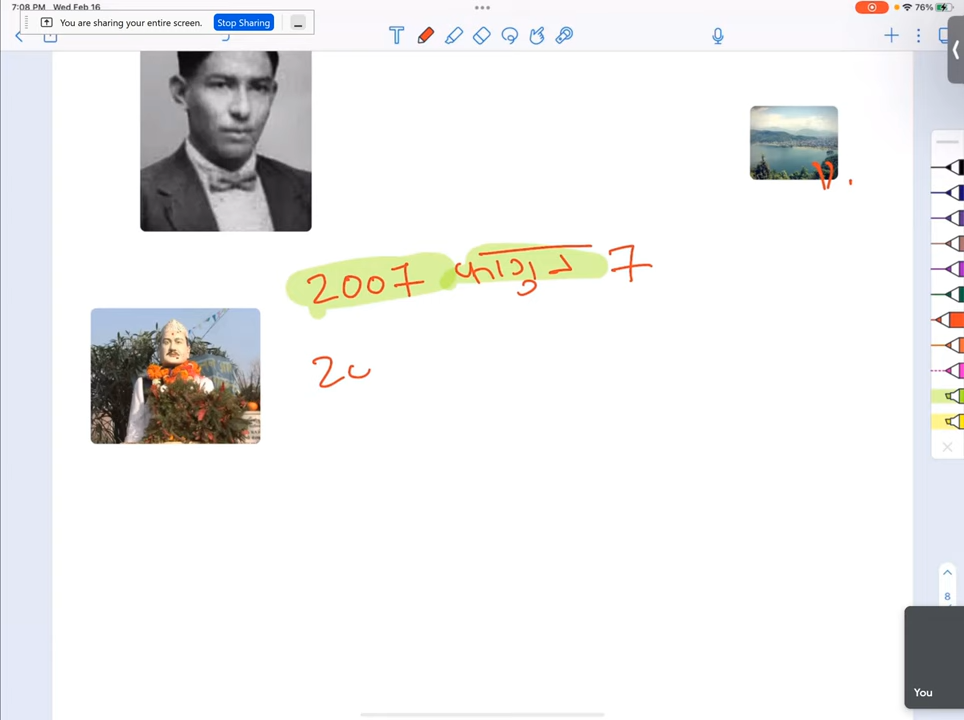 7:08 PM Wed Feb 16
76%
You are sharing your entire screen.
Stop Sharing
T
2007 फागुन 7
20
8
You